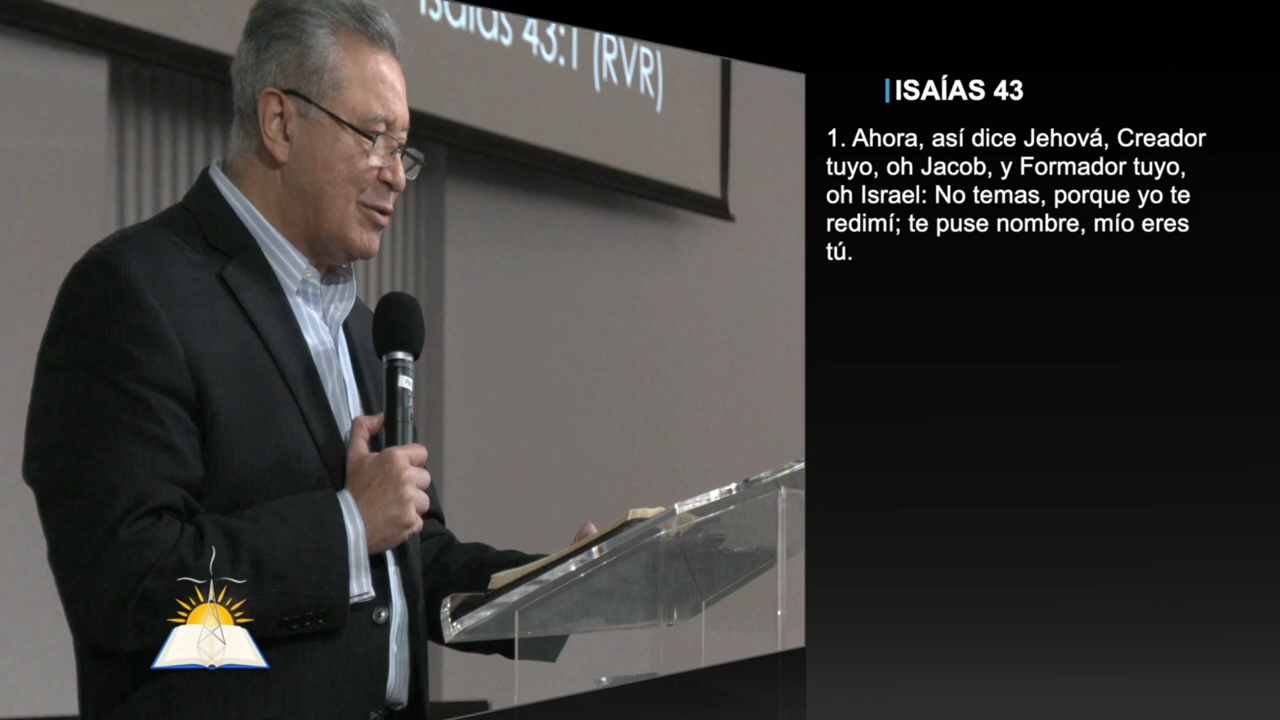 Isaías 43:1 (RVR)
ISAÍAS 43
1. Ahora, así dice Jehová, Creador
tuyo, oh Jacob, y Formador tuyo,
oh Israel: No temas, porque yo te
redimí; te puse nombre, mío eres
tú.